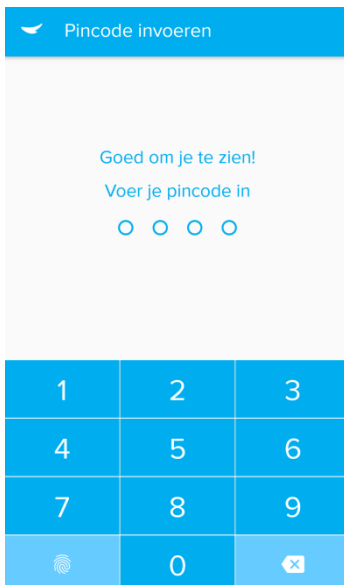 Pincode invoeren
Goed om je te zien!
Voer je pincode in
1 2 3
4 5 6
7 8 9
0